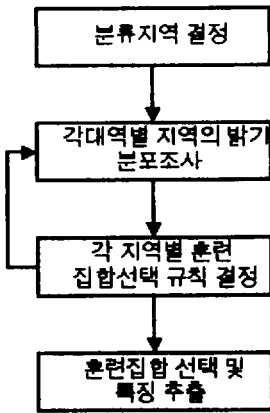 분류지역 결정
각대역별 지역의 밝기
분포조사
각 지역별 훈련
집합선택 규칙 결정
훈련집합 선택 및
특징 추출